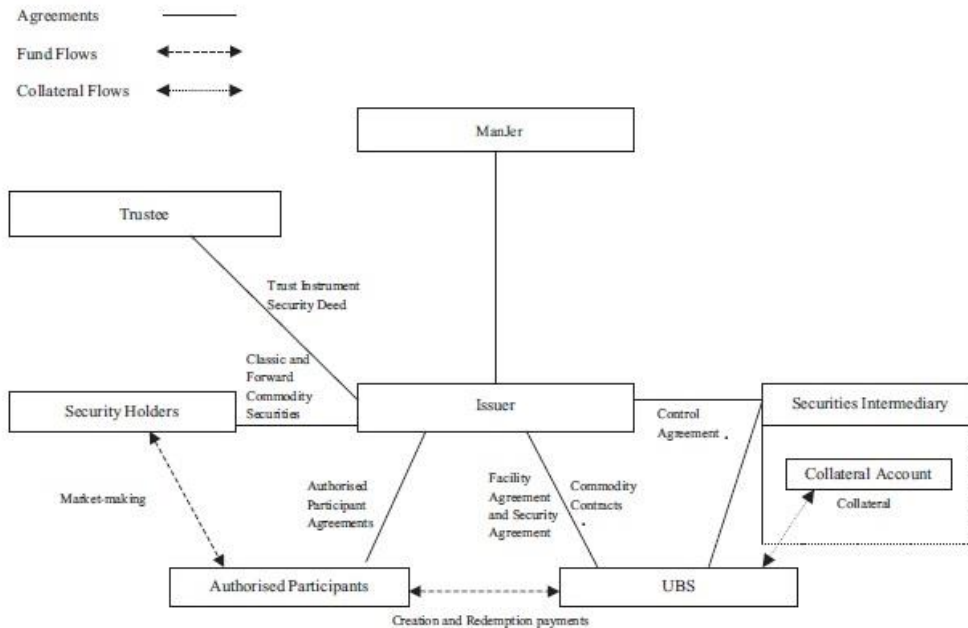 Agreements
Fund Flows
Collateral Flows
ManJer
Trustee
Trust Instrument
Security Deed
Classic and
Forward
Commodity
Securities
Security Holders
Issuer
Securities Intermediary
Control
Agreement
Collateral Account
Collateral
Market-making
Authorised
Participant
Agreements
Facility
Agreement
and Security
Agreement
Commodity
Contracts
Authorised Participants
UBS
Creation and Redemption payments